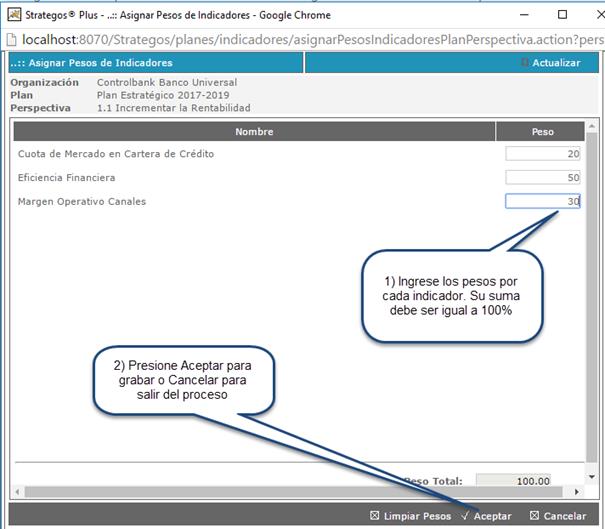 Strategos® Plus - ..:: Asignar Pesos de Indicadores - Google Chrome
localhost:8070/Strategos/planes/indicadores/asignarPesosIndicadoresPlanPerspectiva.action?pers
..:: Asignar Pesos de Indicadores
Actualizar
Organización Controlbank Banco Universal
Plan Plan Estratégico 2017-2019
Perspectiva 1.1 Incrementar la Rentabilidad
Nombre Peso
Cuota de Mercado en Cartera de Crédito 20
Eficiencia Financiera 50
Margen Operativo Canales 30
1) Ingrese los pesos por
cada indicador. Su suma
debe ser igual a 100%
2) Presione Aceptar para
grabar o Cancelar para
salir del proceso
Peso Total: 100.00
Limpiar Pesos Aceptar Cancelar